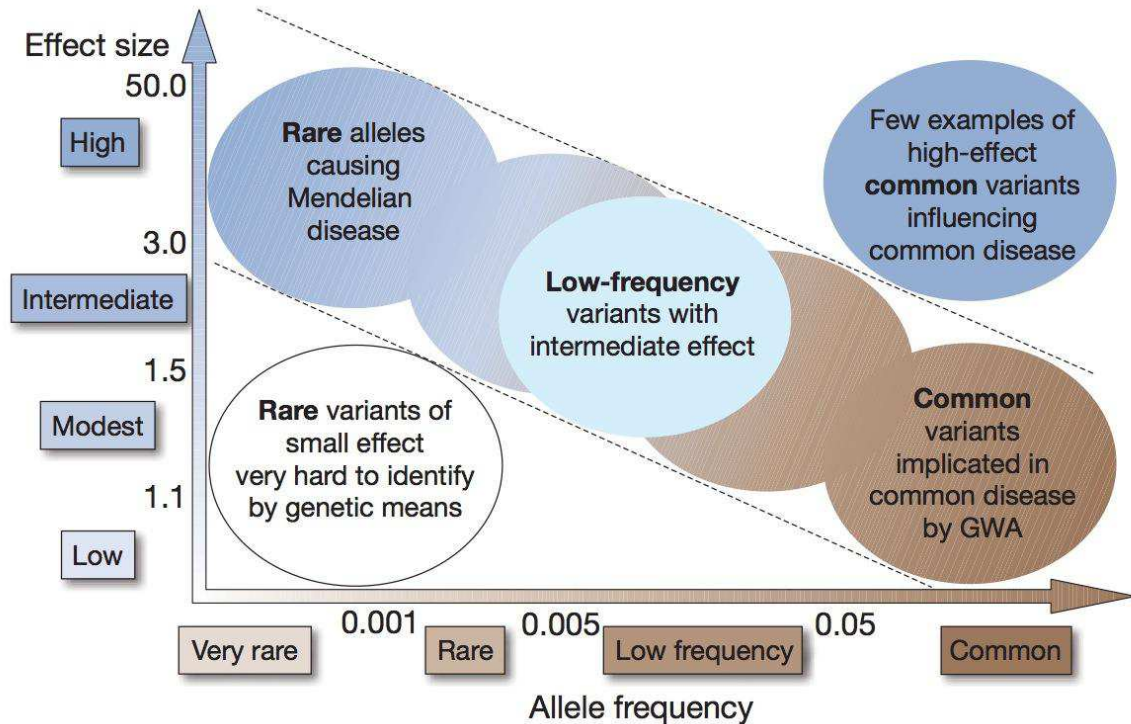 Effect size
50.0
High
3.0
Intermediate
1.5
Modest
1.1
Low
Rare alleles
causing
Mendelian
disease
Few examples of
high-effect
common variants
influencing
common disease
Low-frequency
variants with
intermediate effect
Rare variants of
small effect
very hard to identify
by genetic means
Common
variants
implicated in
common disease
by GWA
0.001
0.005
0.05
Very rare
Rare
Low frequency
Common
Allele frequency